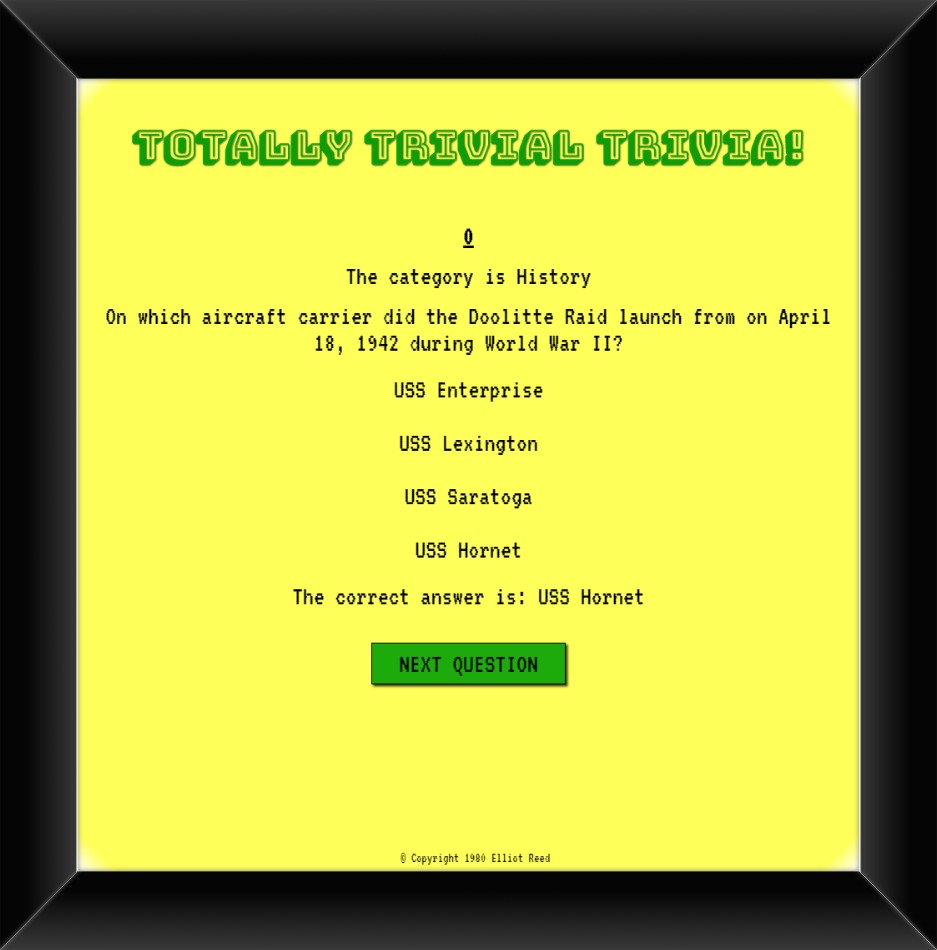 TOTALLY TRIVIAL TRIVIA!
0
The category is History
On which aircraft carrier did the Doolitte Raid launch from on April
18, 1942 during World War II?
USS Enterprise
USS Lexington
USS Saratoga
USS Hornet
The correct answer is: USS Hornet
NEXT QUESTION
© Copyright 1980 Elliot Reed